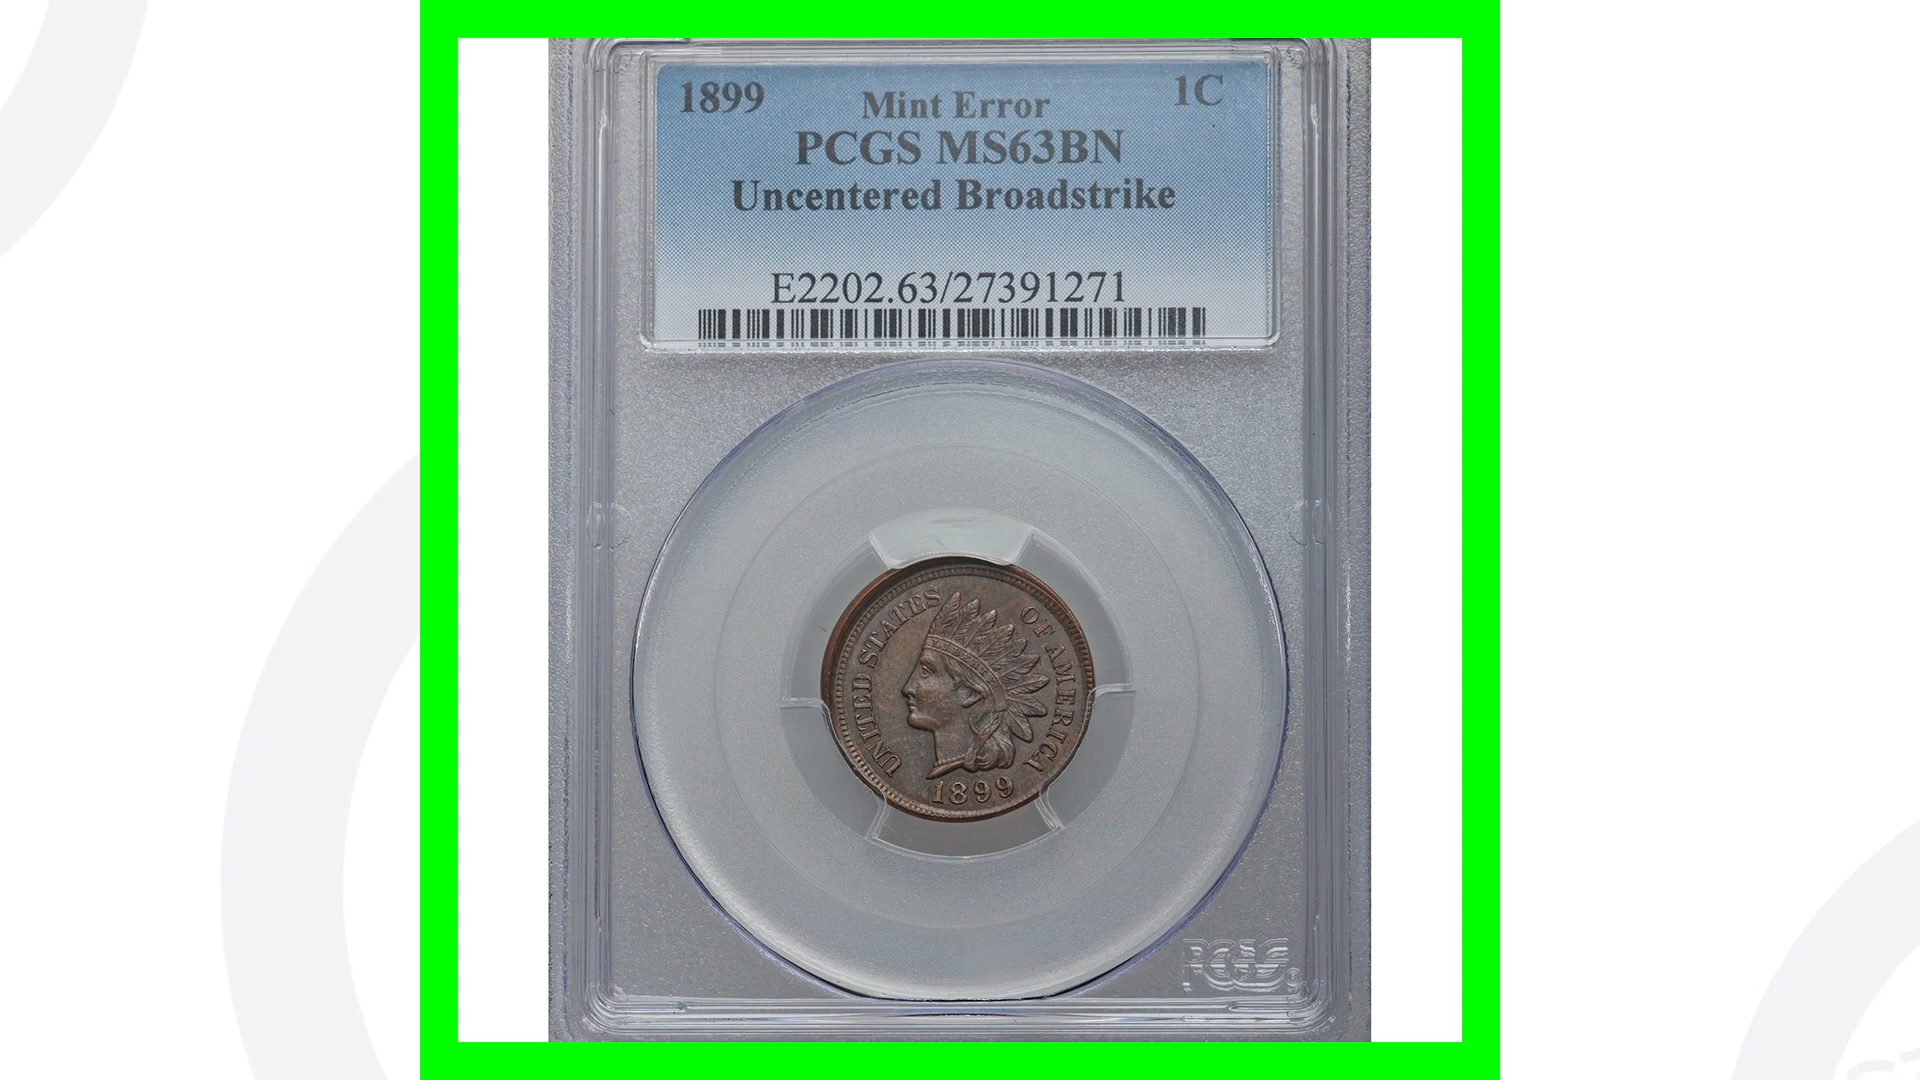 1899
Mint Error
1C
PCGS MS63BN
Uncentered Broadstrike
E2202.63/27391271
UNITED STATES OF AMERICA
1899
PCGS